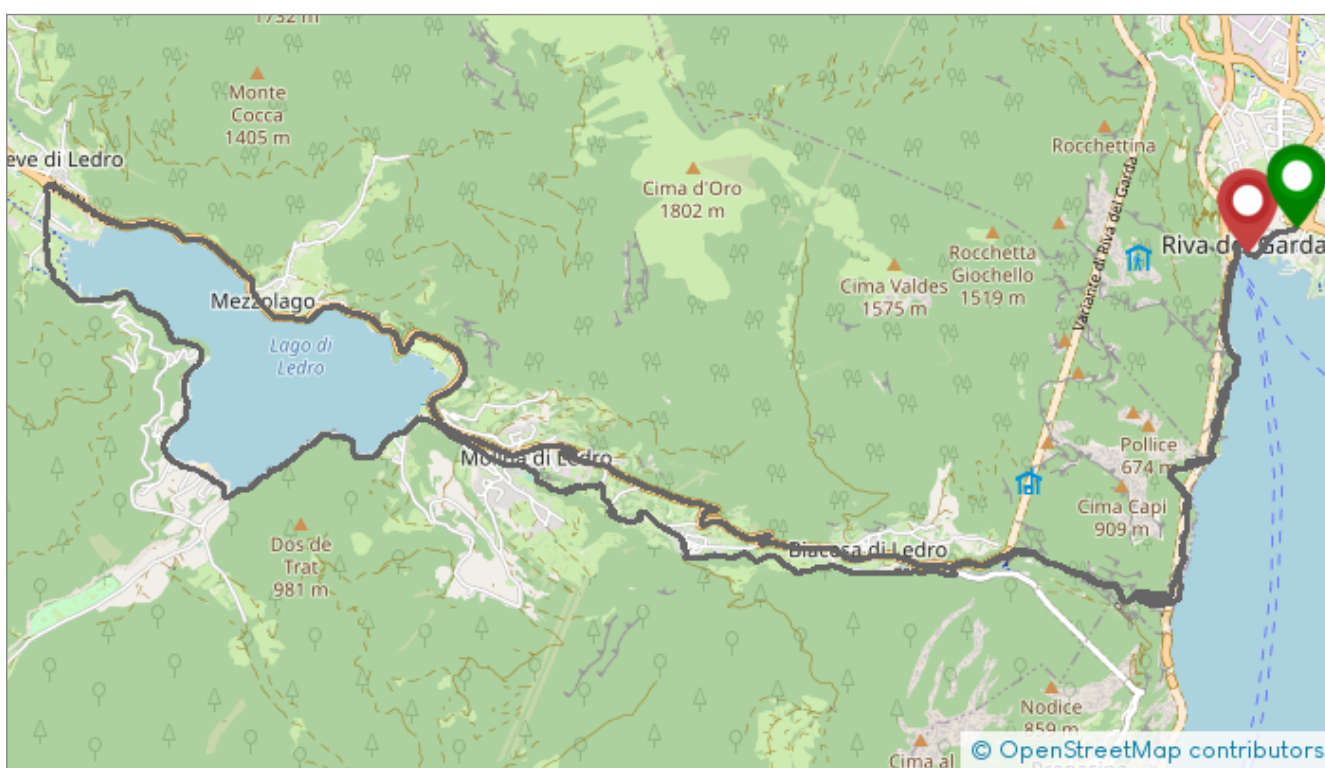 1732 m
Monte
Cocca
1405 m
eve di Ledro
Rocchettina
Cima d'Oro
1802 m
Variante di Riva del Garda
Riva del Garda
Rocchetta
Giochello
1519 m
Cima Valdes
1575 m
Mezzolago
Lago di
Ledro
Pollice
674 m
Molina di Ledro
Cima Capi
909 m
Biacesa di Ledro
Dos de
Trat
981 m
Nodice
859 m
Cima al
© OpenStreetMap contributors